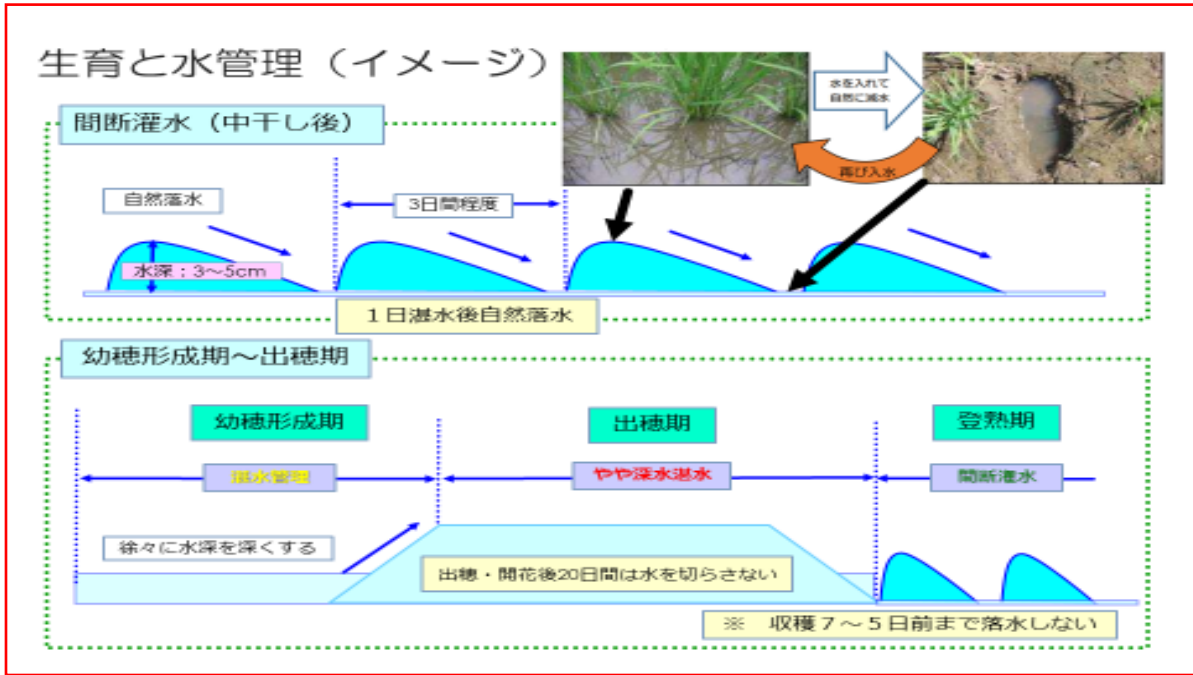 生育と水管理（イメージ）
水を入れて
自然に減水
再び入水
間断灌水（中干し後）
自然落水
3日間程度
水深：3～5cm
１日湛水後自然落水
幼穂形成期～出穂期
幼穂形成期
出穂期
登熟期
湛水管理
やや深水湛水
間断灌水
徐々に水深を深くする
出穂・開花後20日間は水を切らさない
※　収穫７～５日前まで落水しない